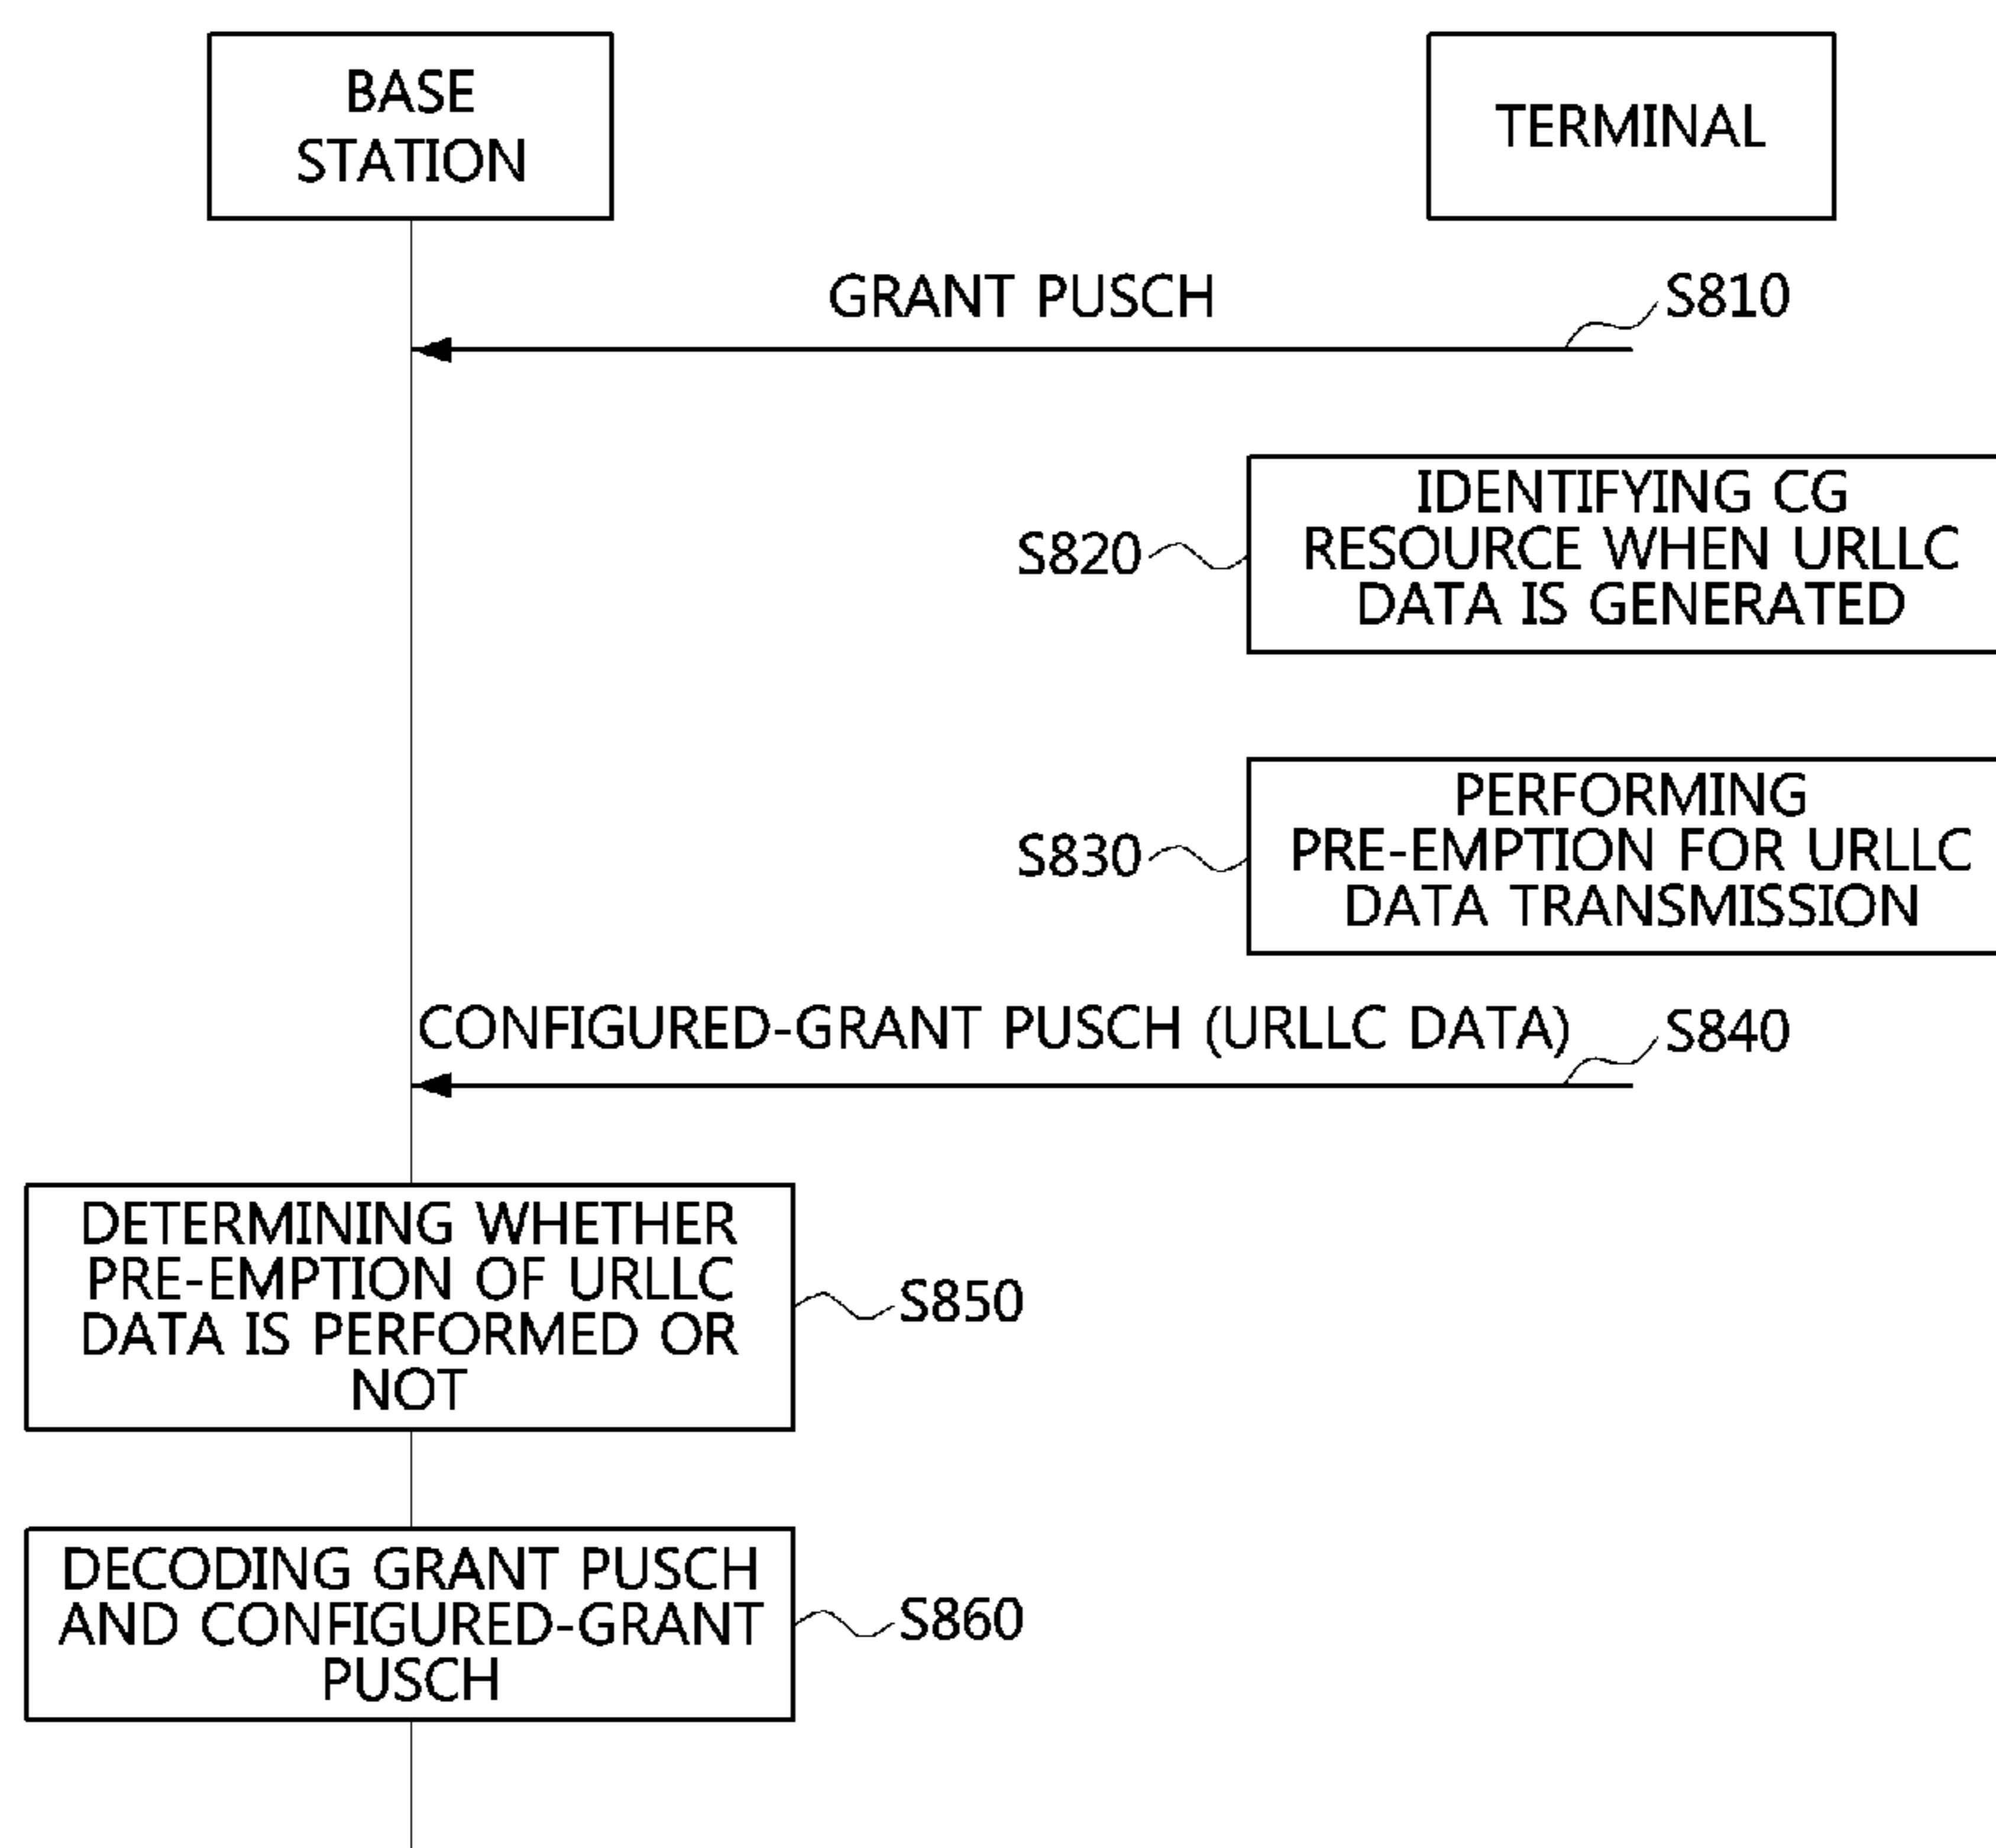 BASE
STATION
TERMINAL
GRANT PUSCH
S810
IDENTIFYING CG
RESOURCE WHEN URLLC
DATA IS GENERATED
S820
PERFORMING
PRE-EMPTION FOR URLLC
DATA TRANSMISSION
S830
CONFIGURED-GRANT PUSCH (URLLC DATA)
S840
DETERMINING WHETHER
PRE-EMPTION OF URLLC
DATA IS PERFORMED OR
NOT
S850
DECODING GRANT PUSCH
AND CONFIGURED-GRANT
PUSCH
S860